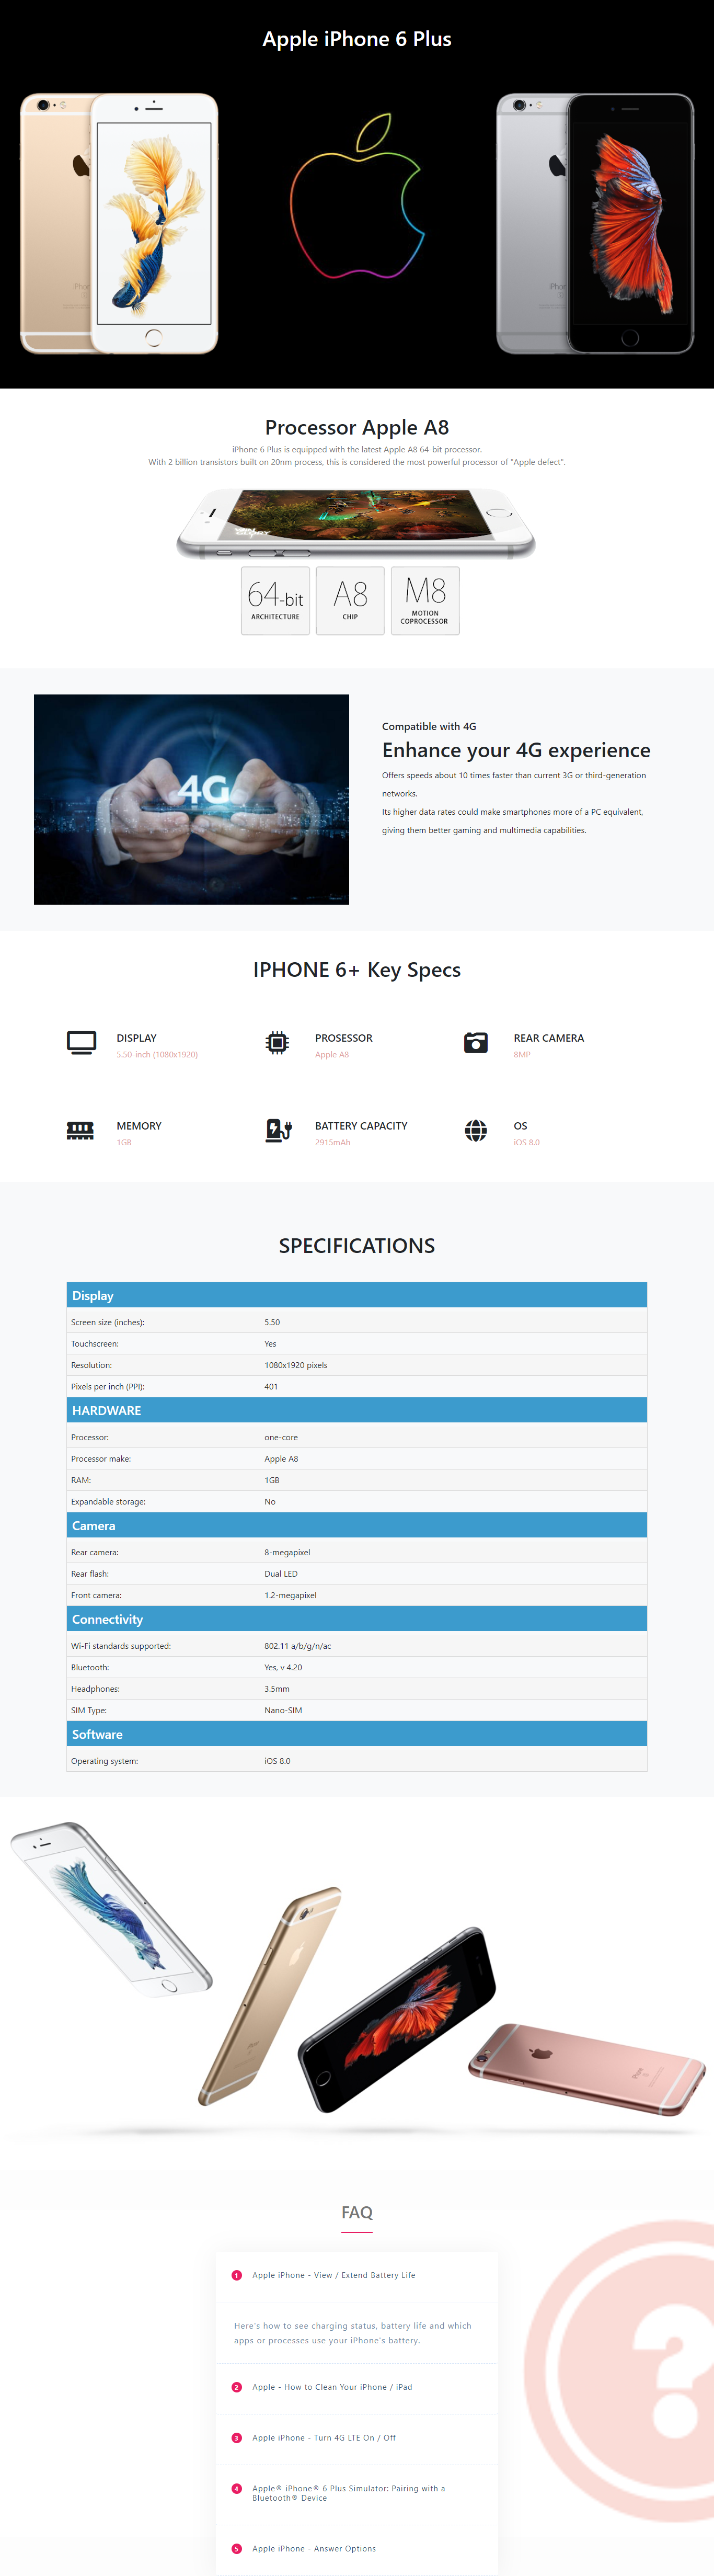 Apple iPhone 6 Plus
Processor Apple A8
iPhone 6 Plus is equipped with the latest Apple A8 64-bit processor.
With 2 billion transistors built on 20nm process, this is considered the most powerful processor of "Apple defect".
64-bit
ARCHITECTURE
A8
CHIP
M8
MOTION
COPROCESSOR
4G
Compatible with 4G
Enhance your 4G experience
Offers speeds about 10 times faster than current 3G or third-generation
networks.
Its higher data rates could make smartphones more of a PC equivalent,
giving them better gaming and multimedia capabilities.
IPHONE 6+ Key Specs
DISPLAY
5.50-inch (1080x1920)
PROSESSOR
Apple A8
REAR CAMERA
8MP
MEMORY
1GB
BATTERY CAPACITY
2915mAh
OS
iOS 8.0
SPECIFICATIONS
Display
Screen size (inches): 5.50
Touchscreen: Yes
Resolution: 1080x1920 pixels
Pixels per inch (PPI): 401
HARDWARE
Processor: one-core
Processor make: Apple A8
RAM: 1GB
Expandable storage: No
Camera
Rear camera: 8-megapixel
Rear flash: Dual LED
Front camera: 1.2-megapixel
Connectivity
Wi-Fi standards supported: 802.11 a/b/g/n/ac
Bluetooth: Yes, v 4.20
Headphones: 3.5mm
SIM Type: Nano-SIM
Software
Operating system: iOS 8.0
FAQ
1 Apple iPhone - View / Extend Battery Life
Here's how to see charging status, battery life and which
apps or processes use your iPhone's battery.
2 Apple - How to Clean Your iPhone / iPad
3 Apple iPhone - Turn 4G LTE On / Off
4 Apple® iPhone® 6 Plus Simulator: Pairing with a
Bluetooth® Device
5 Apple iPhone - Answer Options
?